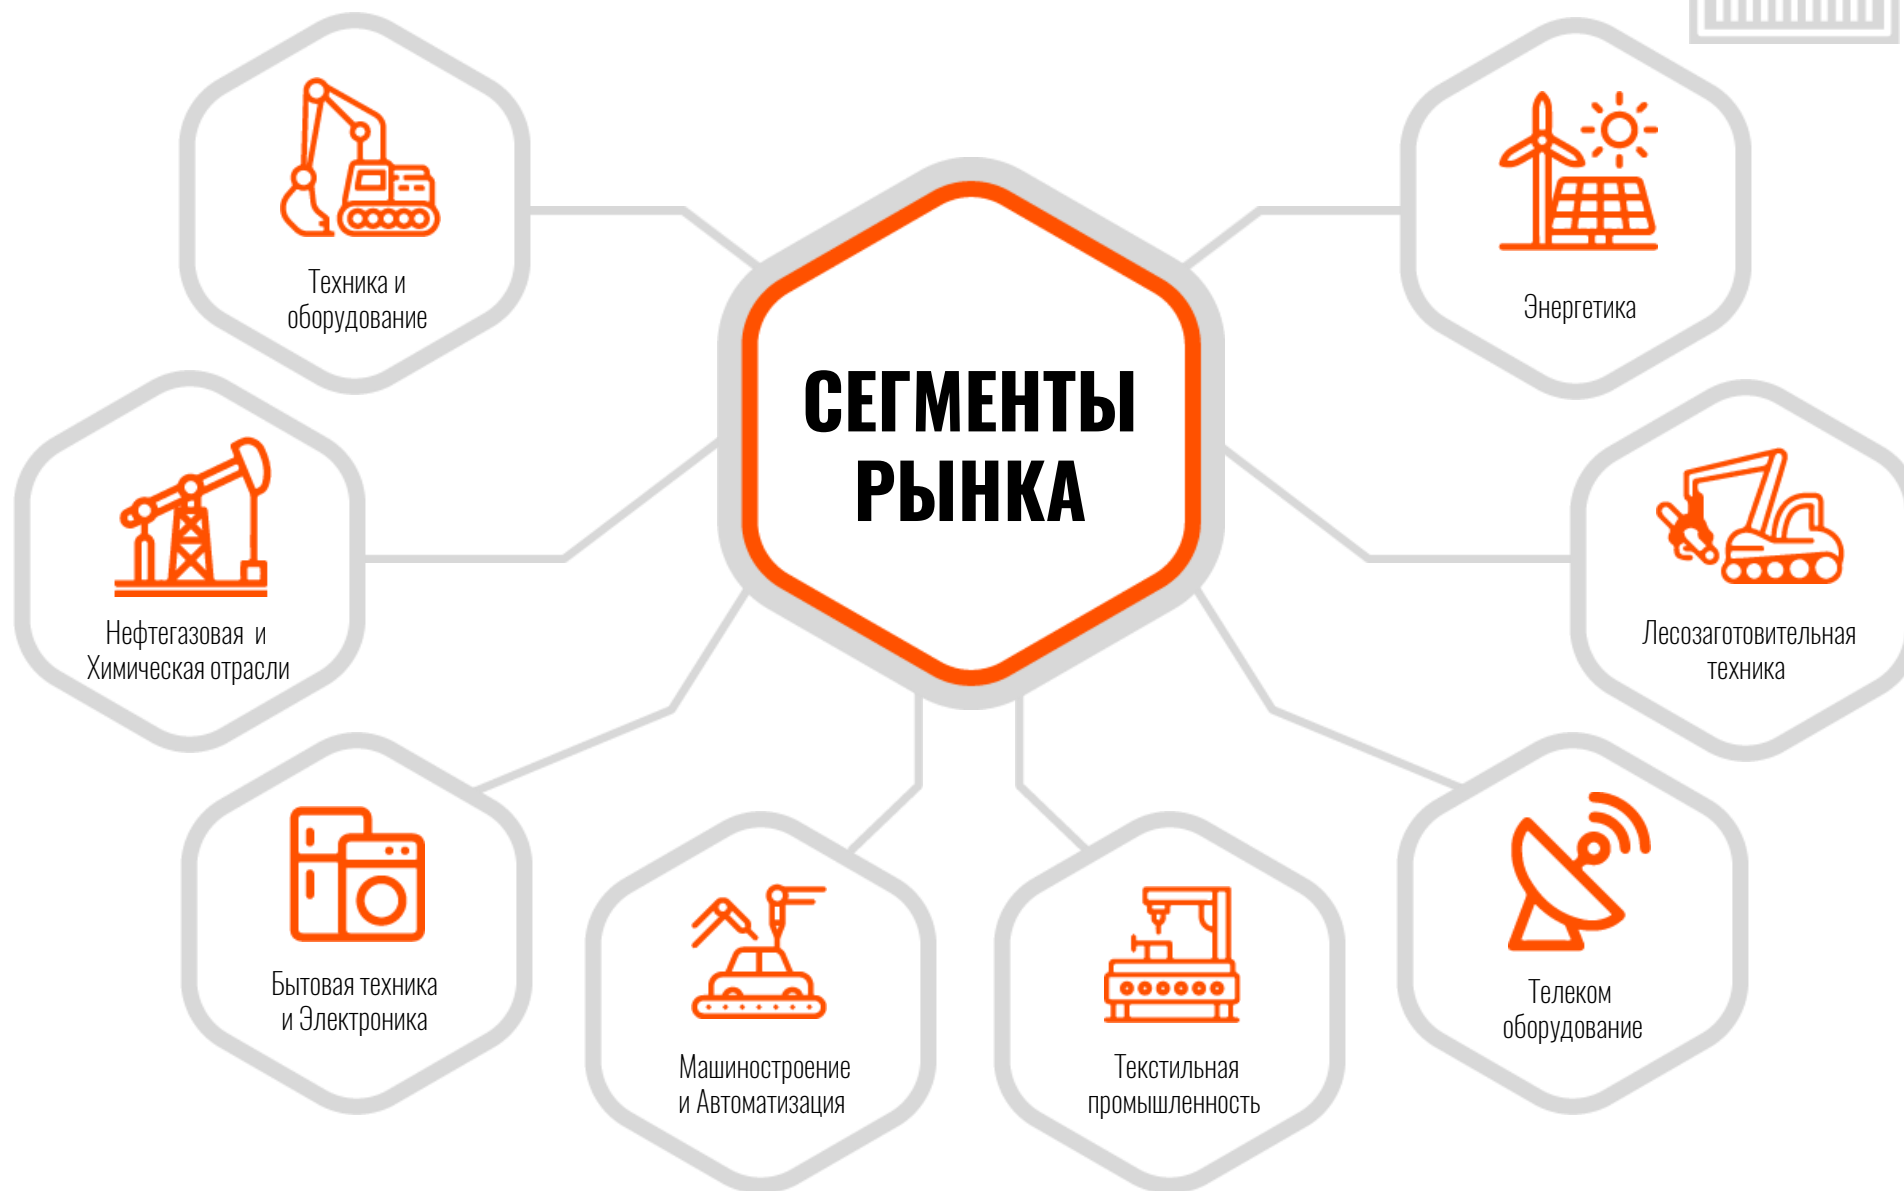 Техника и
оборудование
Энергетика
СЕГМЕНТЫ
РЫНКА
Нефтегазовая и
Химическая отрасли
Лесозаготовительная
техника
Бытовая техника
и Электроника
Машиностроение
и Автоматизация
Текстильная
промышленность
Телеком
оборудование